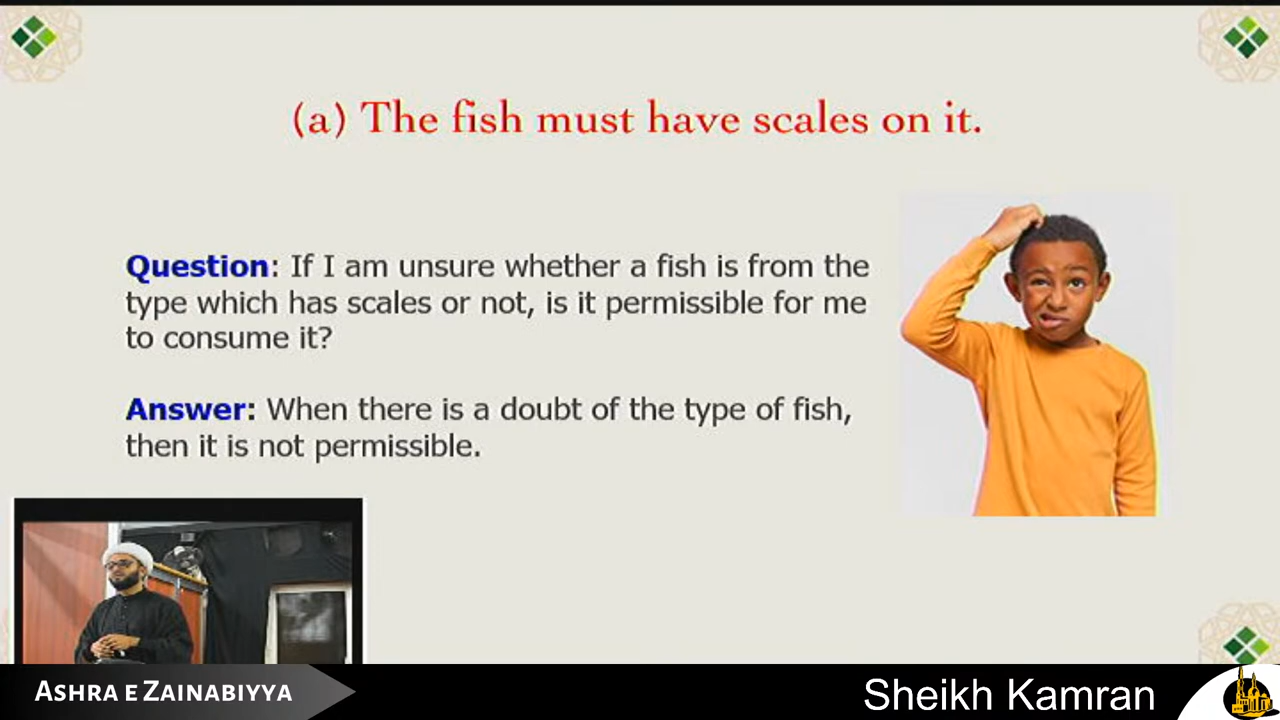 (a) The fish must have scales on it.
Question: If I am unsure whether a fish is from the
type which has scales or not, is it permissible for me
to consume it?
Answer: When there is a doubt of the type of fish,
then it is not permissible.
ASHRA E ZAINABIYYA
Sheikh Kamran